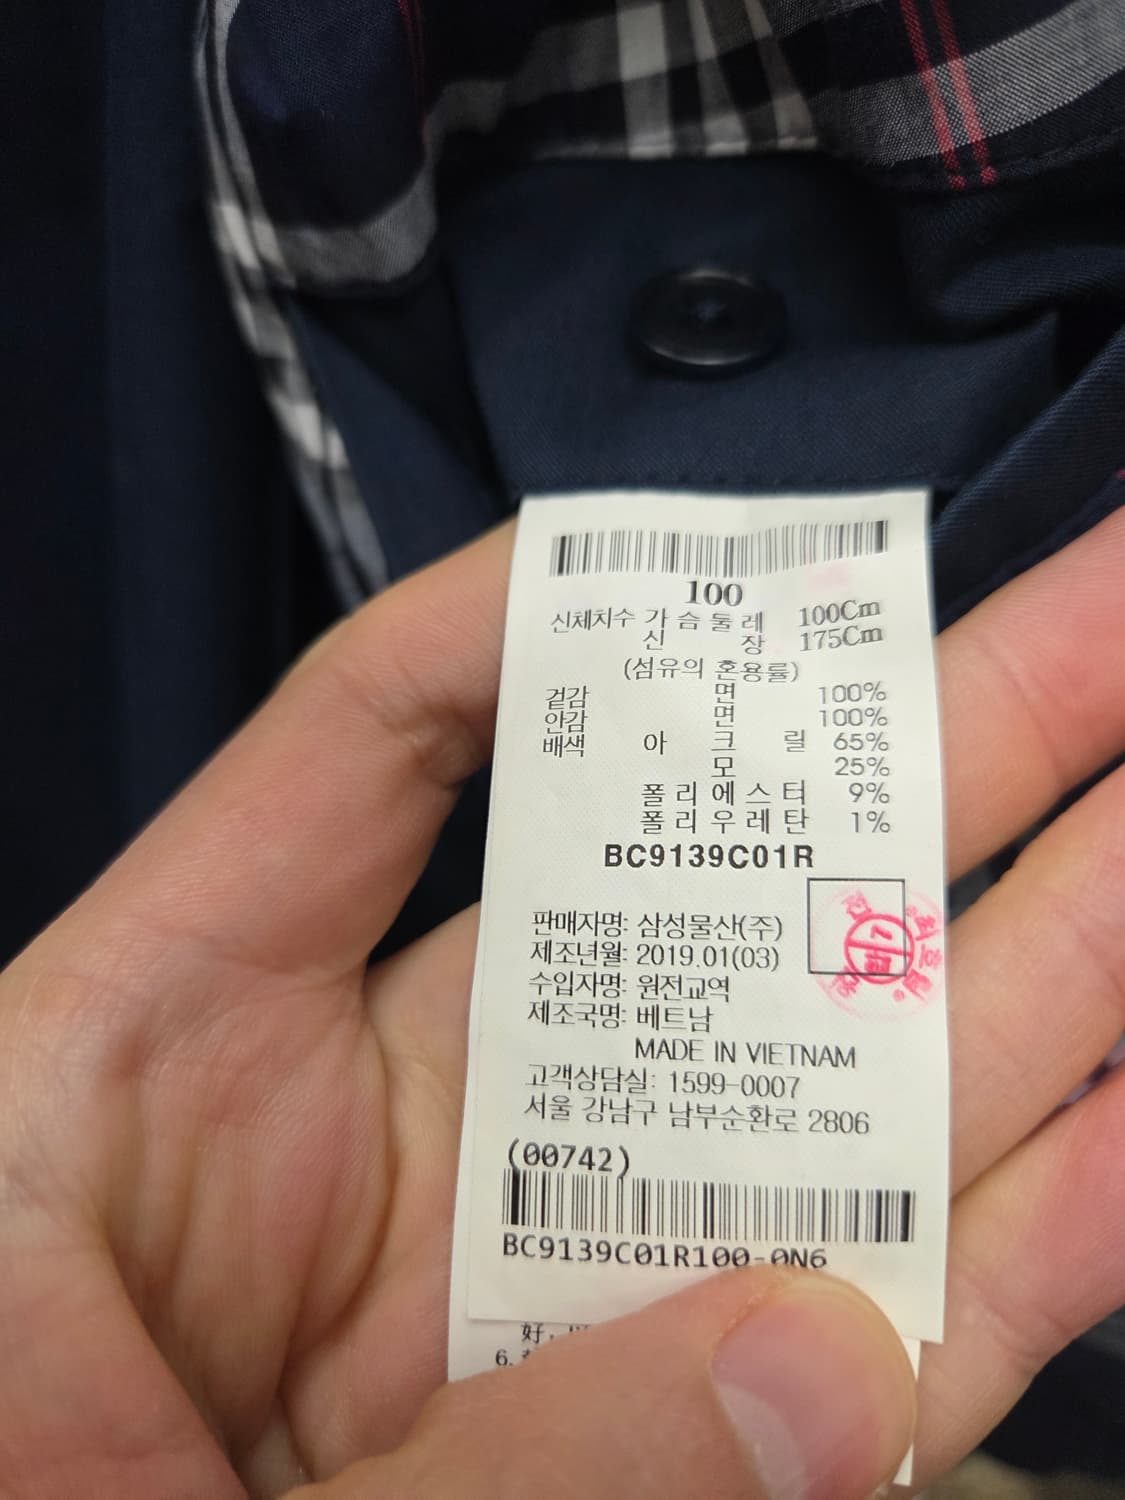 100
신체치수 가슴둘레 100Cm
신장 175Cm
(섬유의 혼용률)
겉감 면 100%
안감 면 100%
배색 아크릴 65%
모 25%
폴리에스터 9%
폴리우레탄 1%
BC9139C01R
판매자명: 삼성물산(주)
제조년월: 2019.01(03)
수입자명: 원전교역
제조국명: 베트남
MADE IN VIETNAM
고객상담실: 1599-0007
서울 강남구 남부순환로 2806
(00742)
BC9139C01R100-0N6
好,
6.